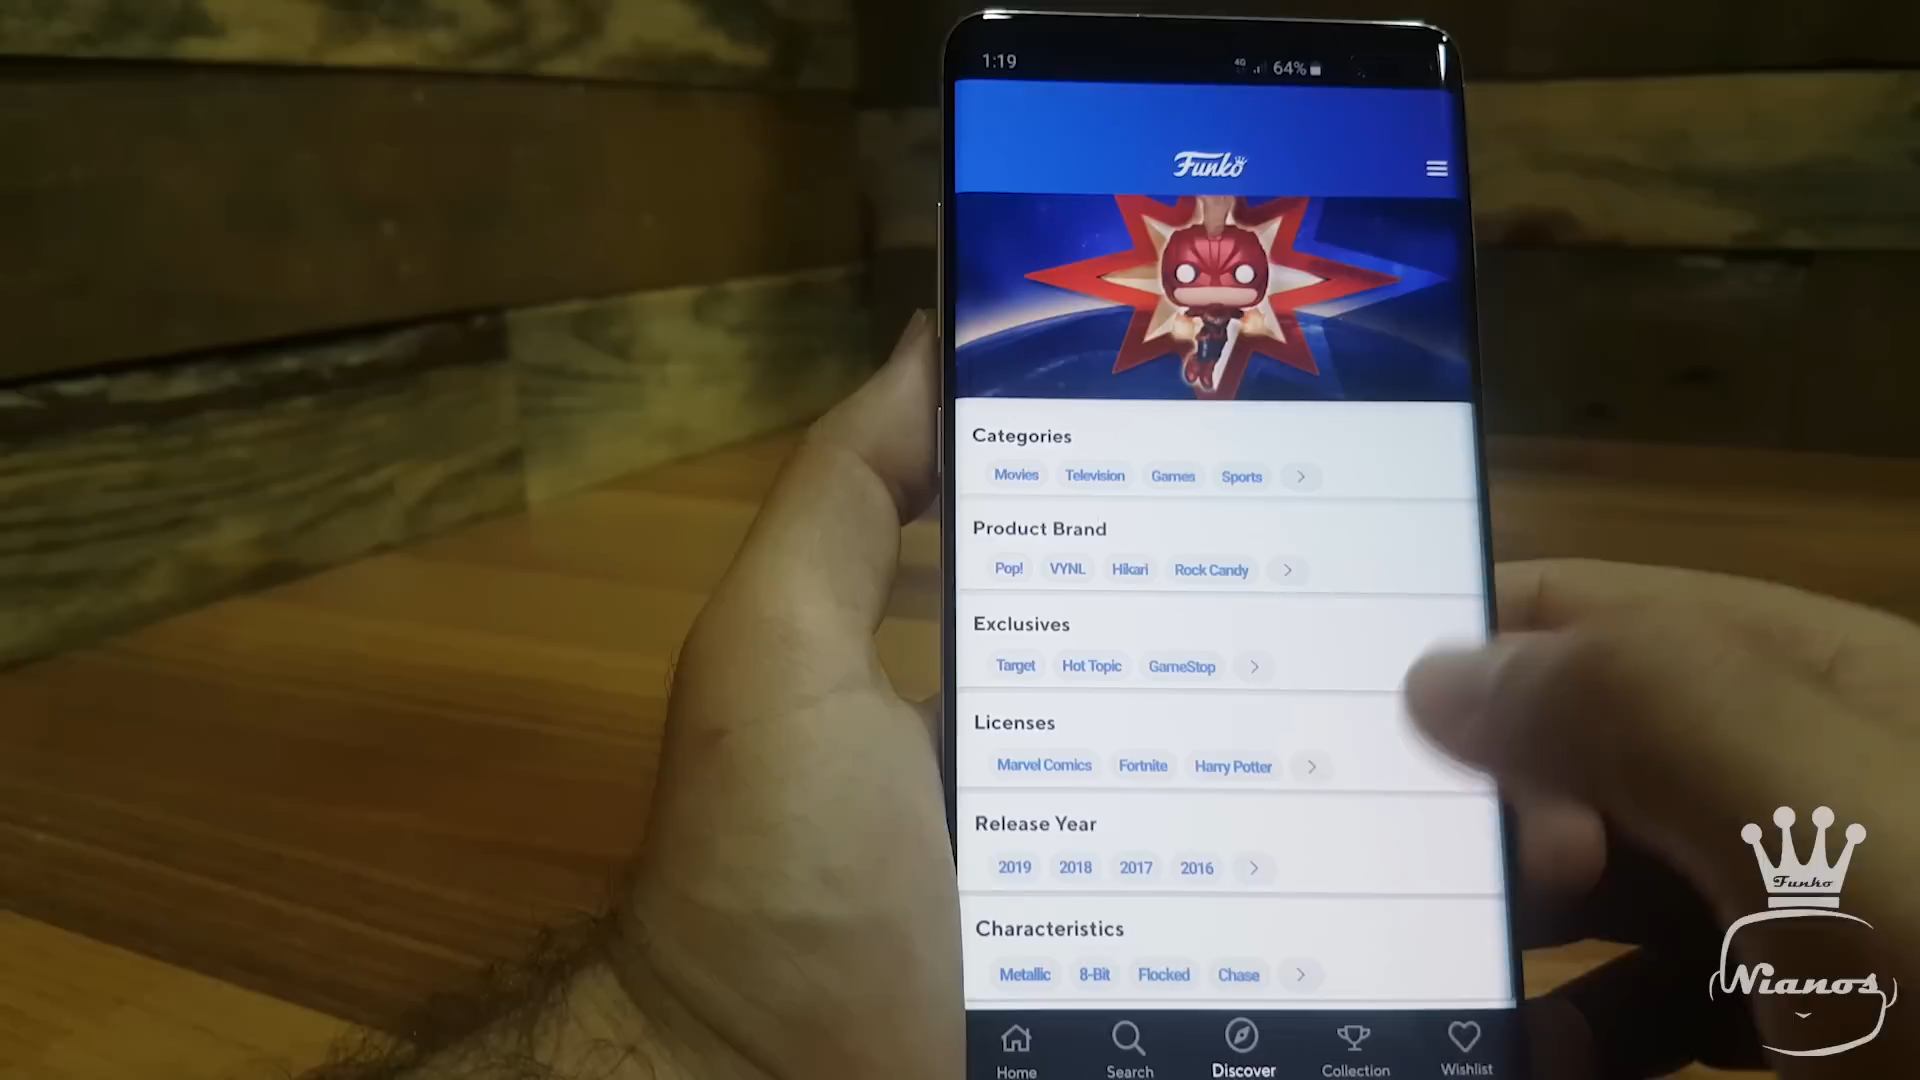 1:19
4G 64%
Funko
Categories
Movies Television Games Sports
Product Brand
Pop! VYNL Hikari Rock Candy
Exclusives
Target Hot Topic GameStop
Licenses
Marvel Comics Fortnite Harry Potter
Release Year
2019 2018 2017 2016
Characteristics
Metallic 8-Bit Flocked Chase
Home Search Discover Collection Wishlist
Funko
Nianos